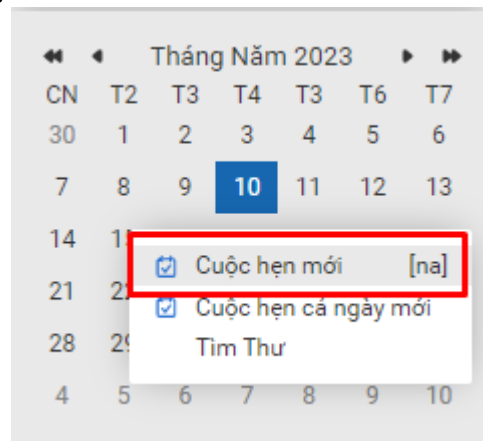 Tháng Năm 2023
CN T2 T3 T4 T3 T6 T7
30 1 2 3 4 5 6
7 8 9 10 11 12 13
14
Cuộc hẹn mới [na]
21
Cuộc hẹn cá ngày mới
28 29
Tìm Thư
4 5 6 7 8 9 10